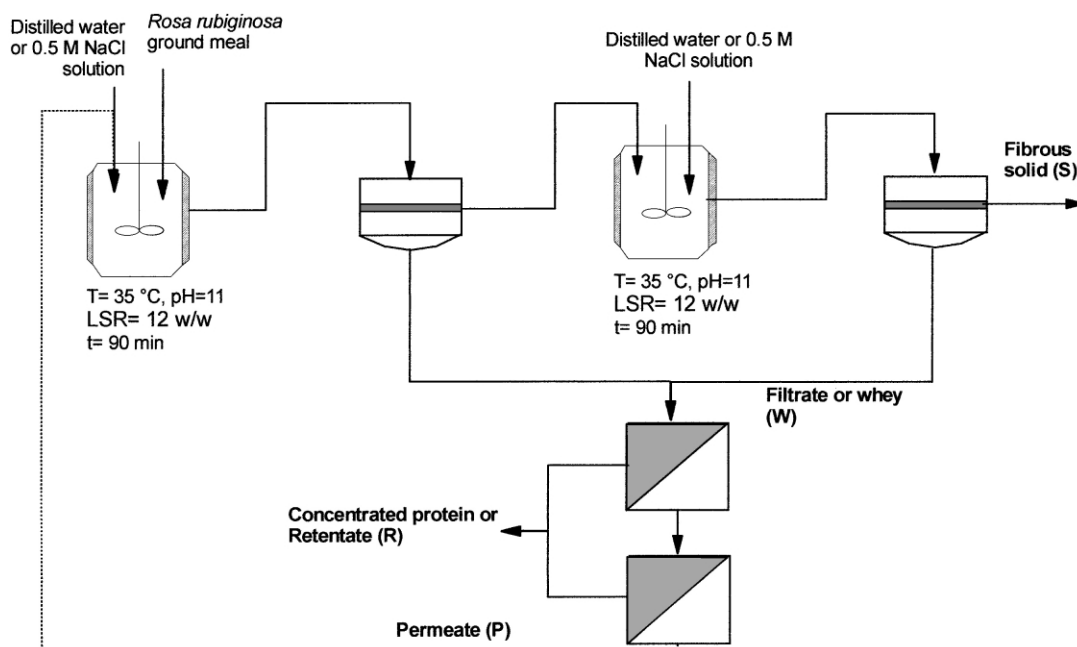 Distilled water
or 0.5 M NaCl
solution
Rosa rubiginosa
ground meal
Distilled water or 0.5 M
NaCl solution
Fibrous
solid (S)
T= 35 °C, pH=11
LSR= 12 w/w
t= 90 min
T= 35 °C, pH=11
LSR= 12 w/w
t= 90 min
Filtrate or whey
(W)
Concentrated protein or
Retentate (R)
Permeate (P)